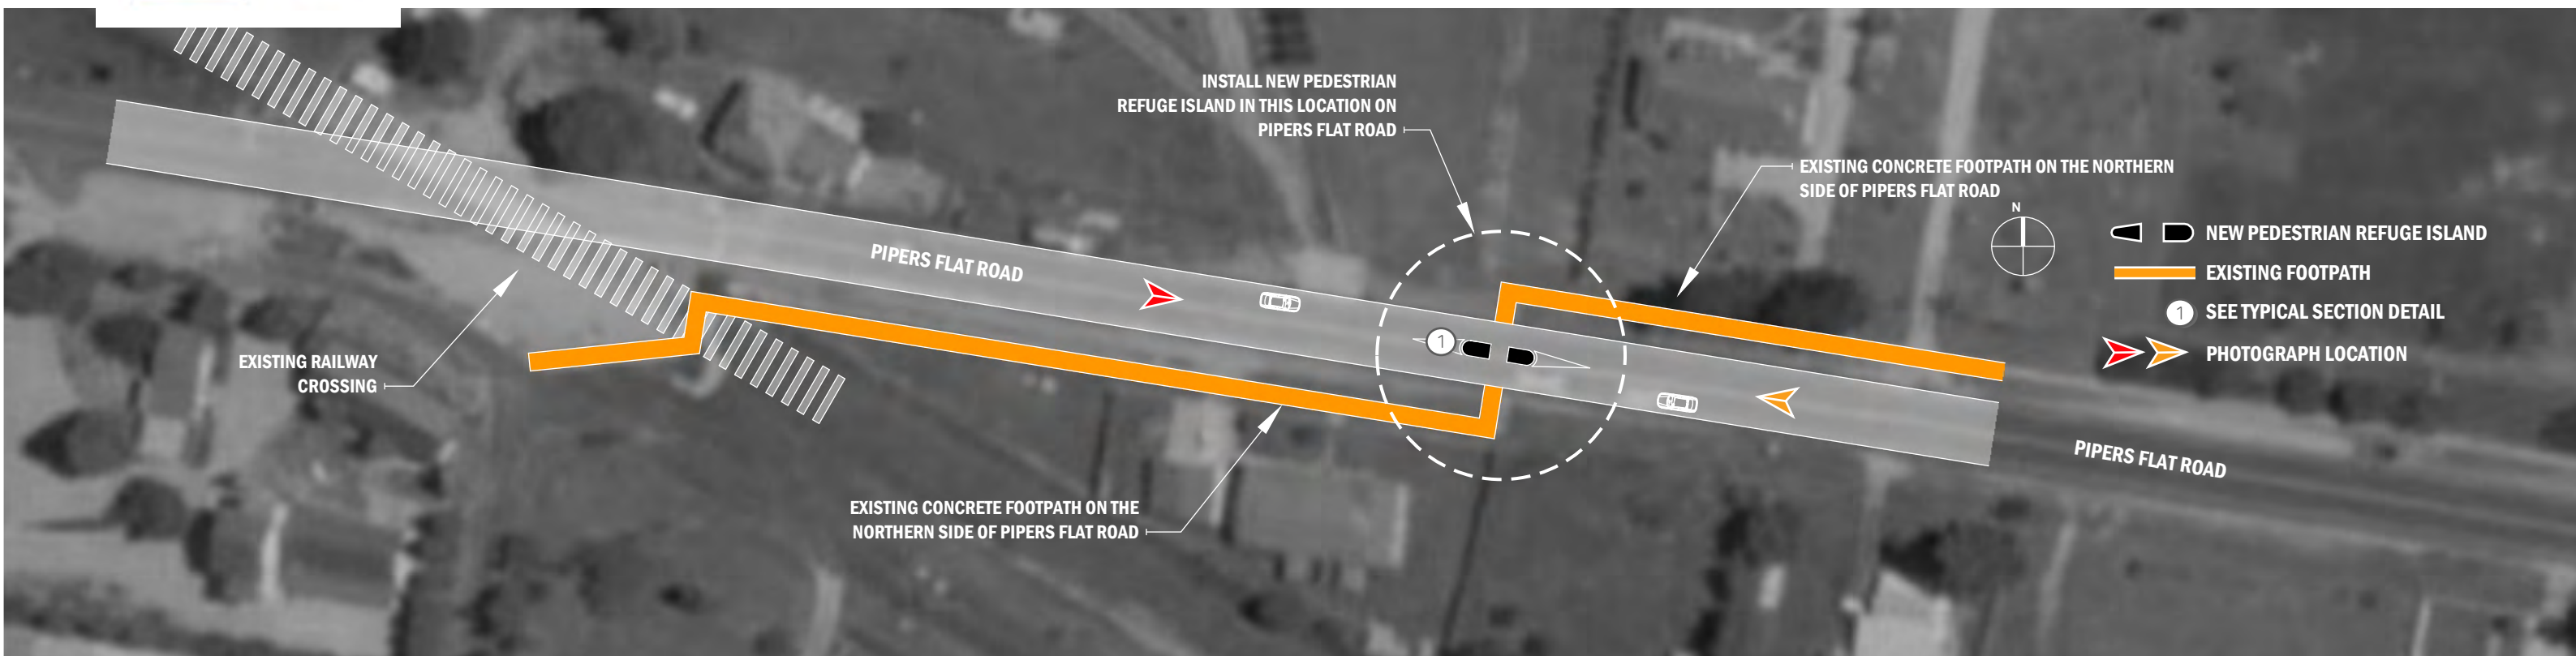 INSTALL NEW PEDESTRIAN
REFUGE ISLAND IN THIS LOCATION ON
PIPERS FLAT ROAD
EXISTING CONCRETE FOOTPATH ON THE NORTHERN
SIDE OF PIPERS FLAT ROAD
N
NEW PEDESTRIAN REFUGE ISLAND
EXISTING FOOTPATH
1 SEE TYPICAL SECTION DETAIL
PHOTOGRAPH LOCATION
PIPERS FLAT ROAD
1
EXISTING RAILWAY
CROSSING
PIPERS FLAT ROAD
EXISTING CONCRETE FOOTPATH ON THE
NORTHERN SIDE OF PIPERS FLAT ROAD